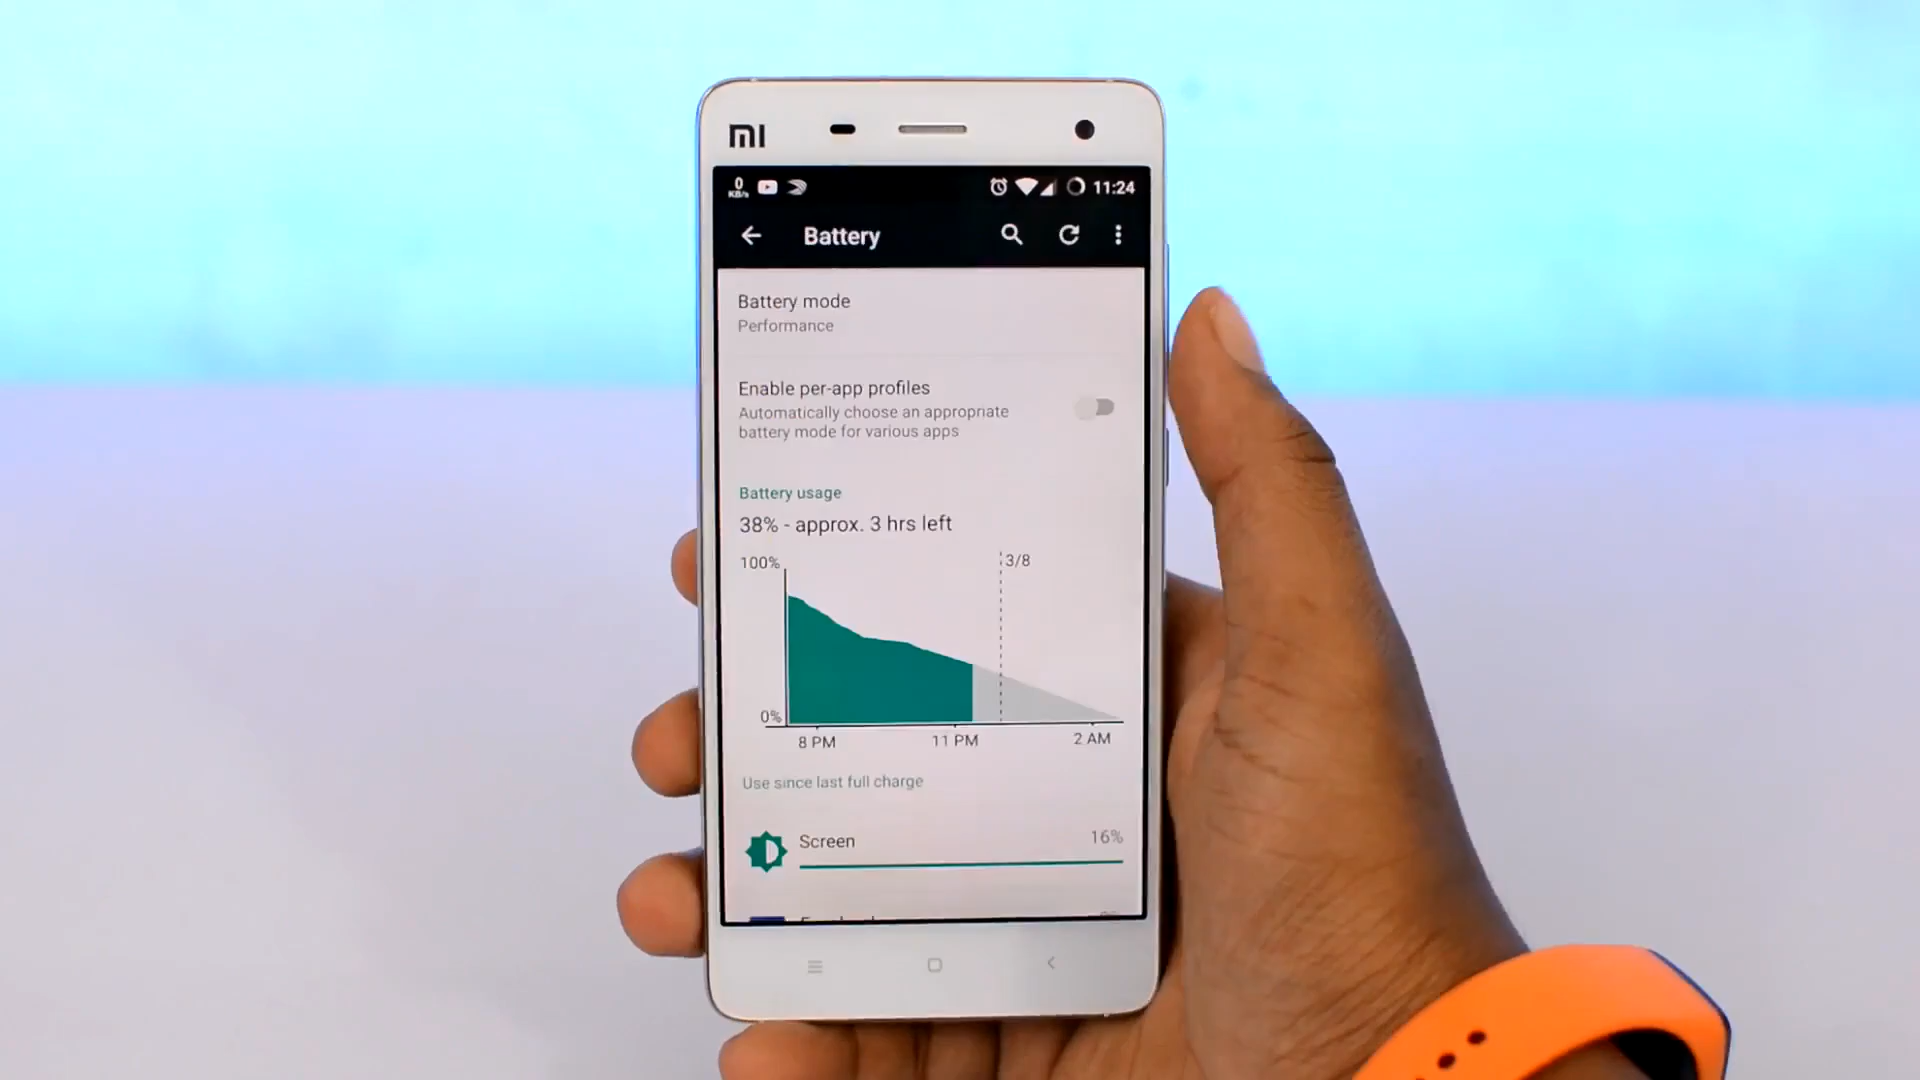 MI
0
KB/s
11:24
Battery
Battery mode
Performance
Enable per-app profiles
Automatically choose an appropriate
battery mode for various apps
Battery usage
38% - approx. 3 hrs left
100%
3/8
0%
8 PM
11 PM
2 AM
Use since last full charge
Screen
16%